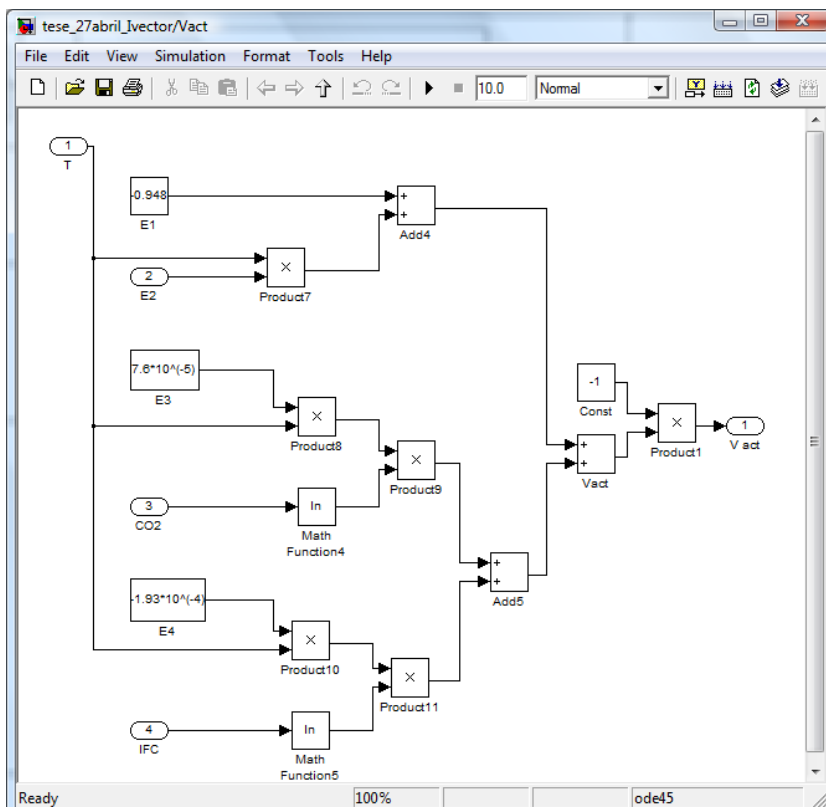 tese_27abril_Ivector/Vact
File Edit View Simulation Format Tools Help
10.0 Normal
1
T
-0.948
E1
+
+
Add4
2
E2
×
Product7
7.6*10^(-5)
E3
×
Product8
-1
Const
×
Product1
1
V act
+
+
Vact
×
Product9
3
CO2
ln
Math
Function4
+
+
Add5
-1.93*10^(-4)
E4
×
Product10
×
Product11
4
IFC
ln
Math
Function5
Ready 100% ode45